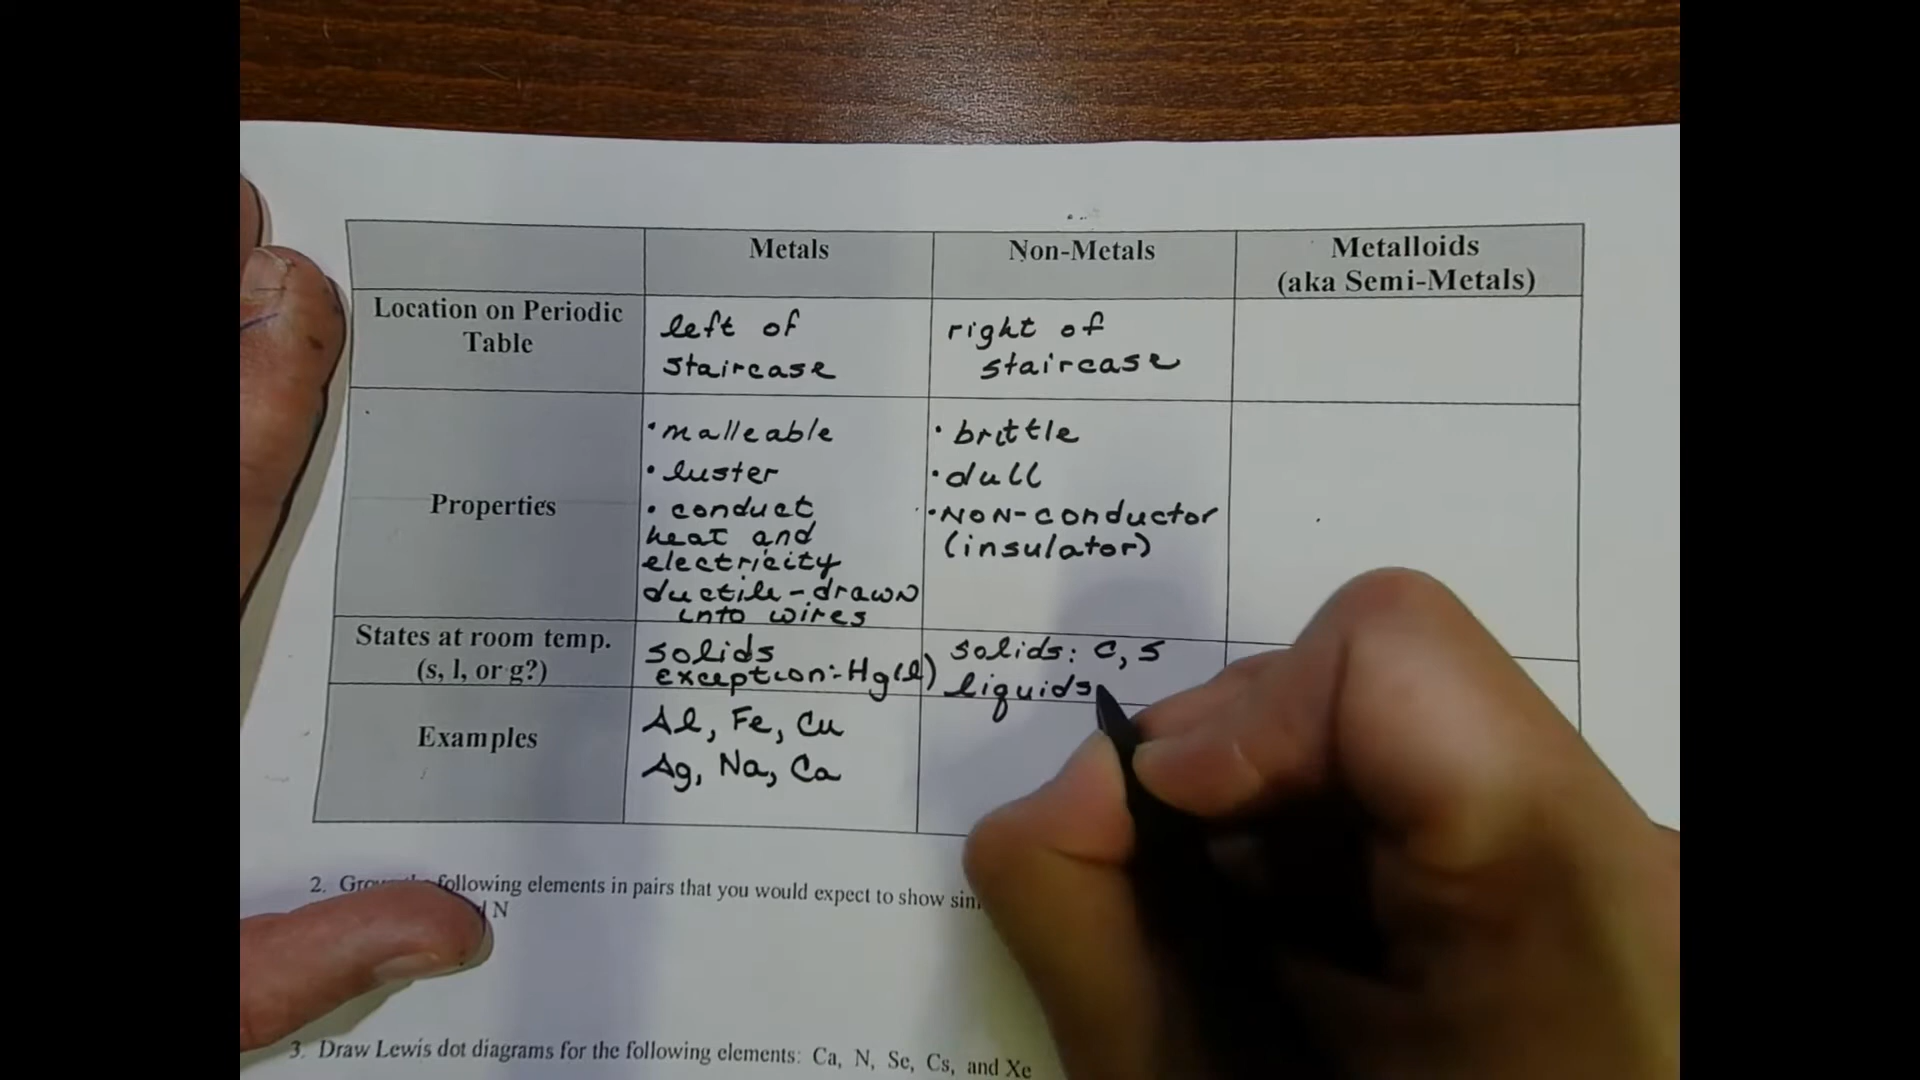 Metals
Non-Metals
Metalloids
(aka Semi-Metals)
Location on Periodic
Table
left of
staircase
right of
staircase
Properties
• malleable
• luster
• conduct
heat and
electricity
ductile - drawn
into wires
• brittle
• dull
• NON-conductor
(insulator)
States at room temp.
(s, l, or g?)
solids
exception:- Hg(l)
solids: C, S
liquids
Examples
Al, Fe, Cu
Ag, Na, Ca
2. following elements in pairs that you would expect to show
N
3. Draw Lewis dot diagrams for the following elements: Ca, N, Se, Cs, and Xe